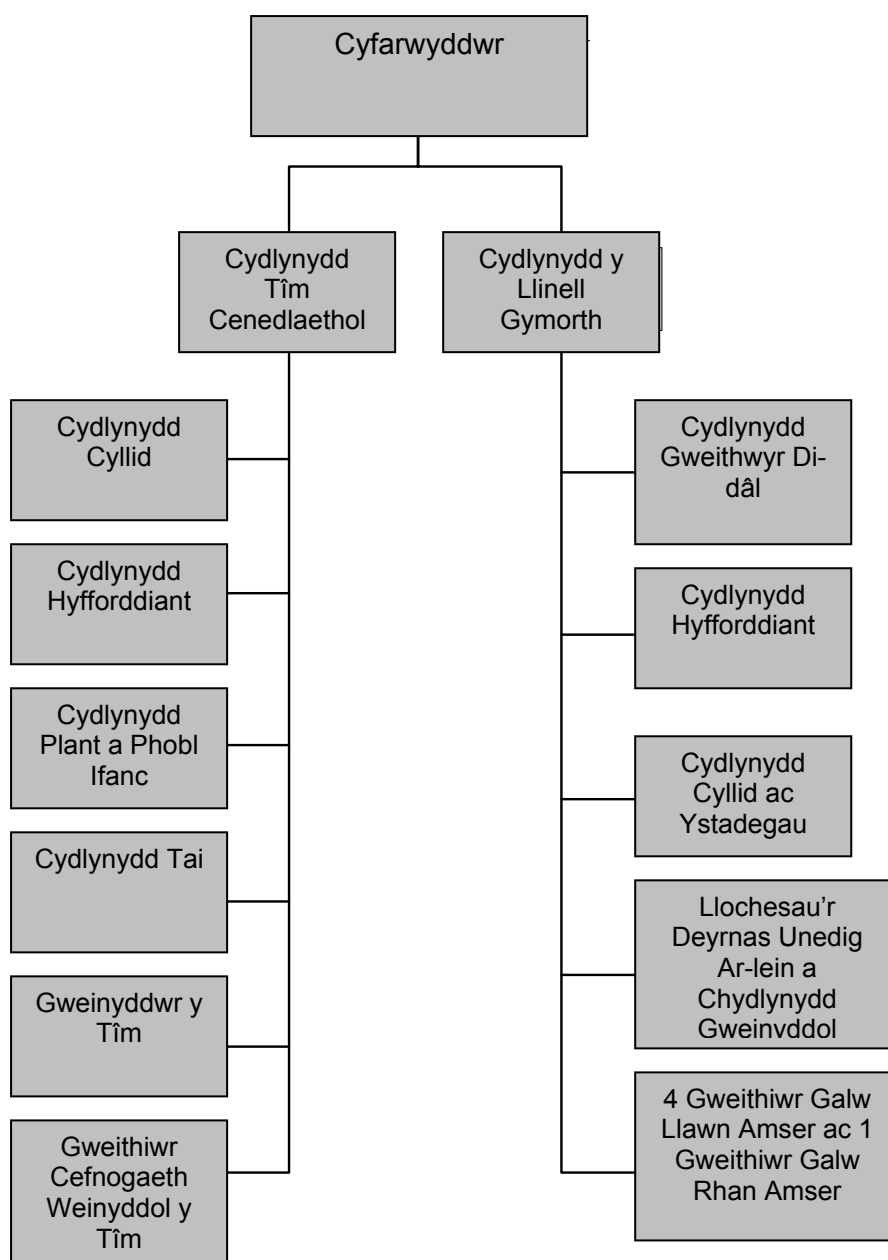 Cyfarwyddwr
Cydlynydd
Tîm
Cenedlaethol
Cydlynydd y
Llinell
Gymorth
Cydlynydd
Cyllid
Cydlynydd
Hyfforddiant
Cydlynydd
Plant a Phobl
Ifanc
Cydlynydd Tai
Gweinyddwr y
Tîm
Gweithiwr
Cefnogaeth
Weinyddol y
Tîm
Cydlynydd
Gweithwyr Di-
dâl
Cydlynydd
Hyfforddiant
Cydlynydd
Cyllid ac
Ystadegau
Llochesau’r
Deyrnas Unedig
Ar-lein a
Chydlynydd
Gweinyddol
4 Gweithiwr Galw
Llawn Amser ac 1
Gweithiwr Galw
Rhan Amser